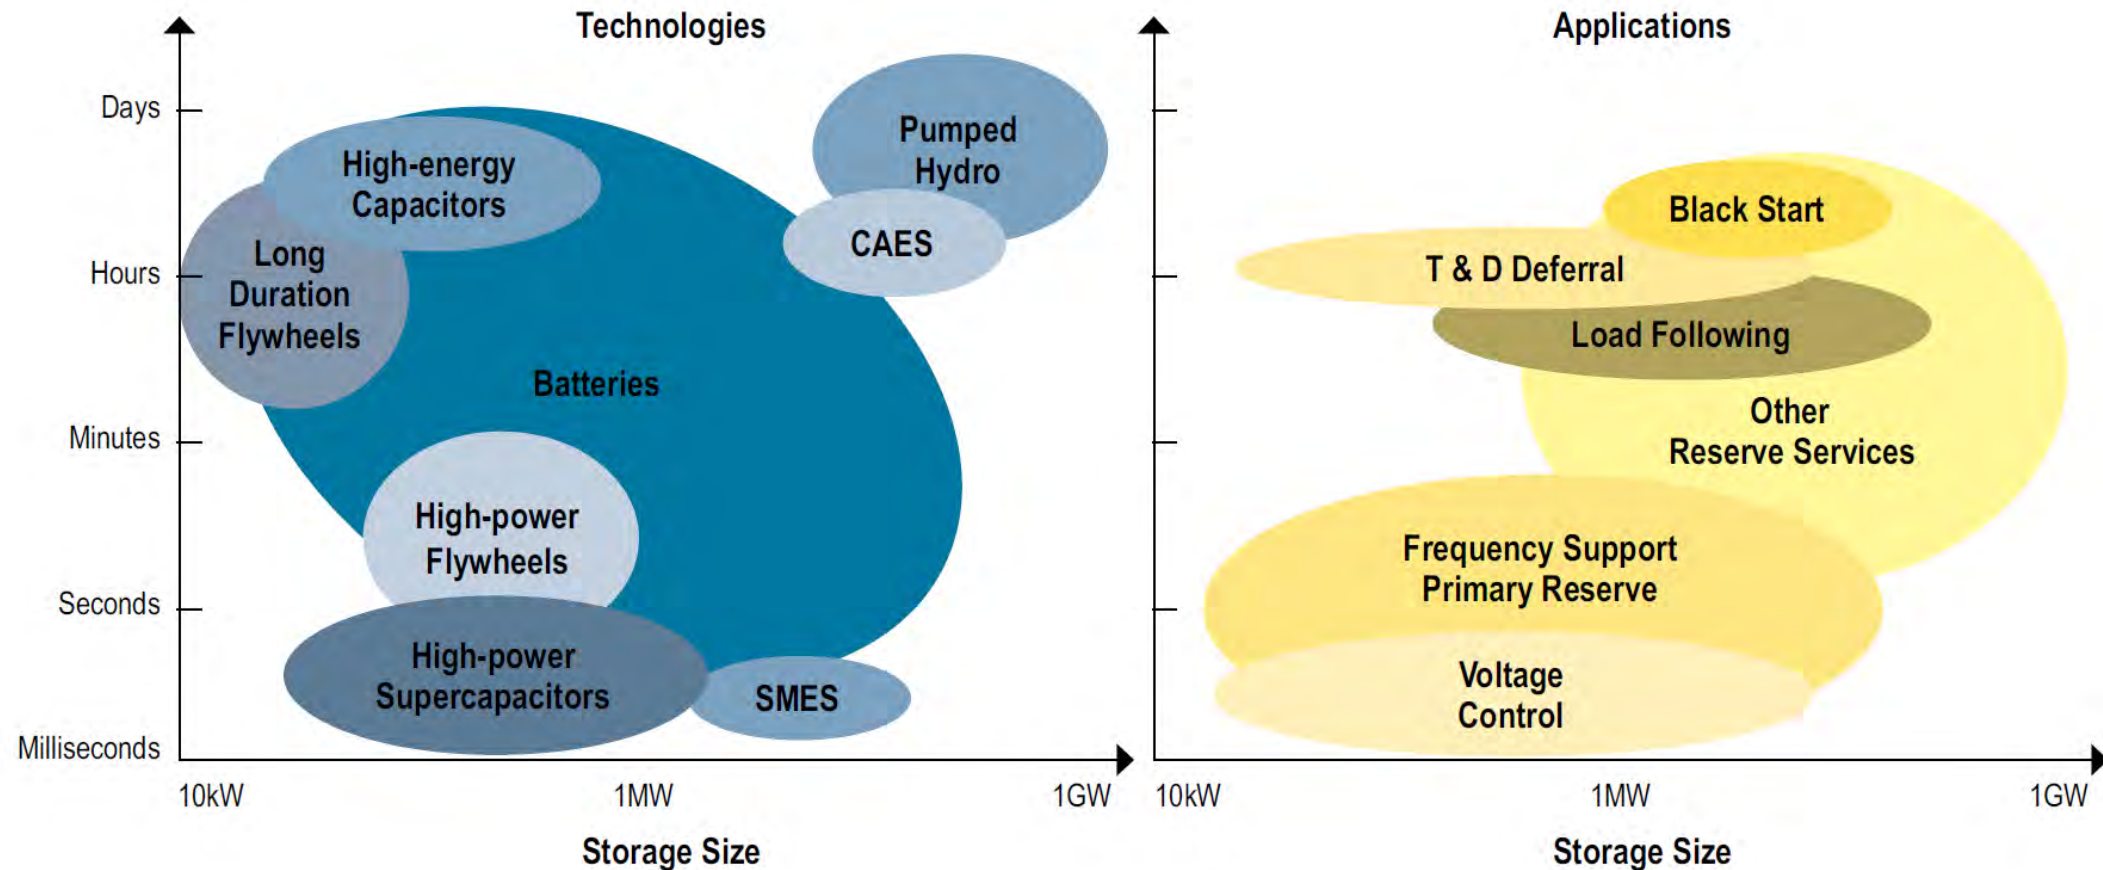 Technologies
Days
Hours
Minutes
Seconds
Milliseconds
High-energy
Capacitors
Long
Duration
Flywheels
Pumped
Hydro
CAES
Batteries
High-power
Flywheels
High-power
Supercapacitors
SMES
10kW
1MW
1GW
Storage Size
Applications
Black Start
T & D Deferral
Load Following
Other
Reserve Services
Frequency Support
Primary Reserve
Voltage
Control
10kW
1MW
1GW
Storage Size